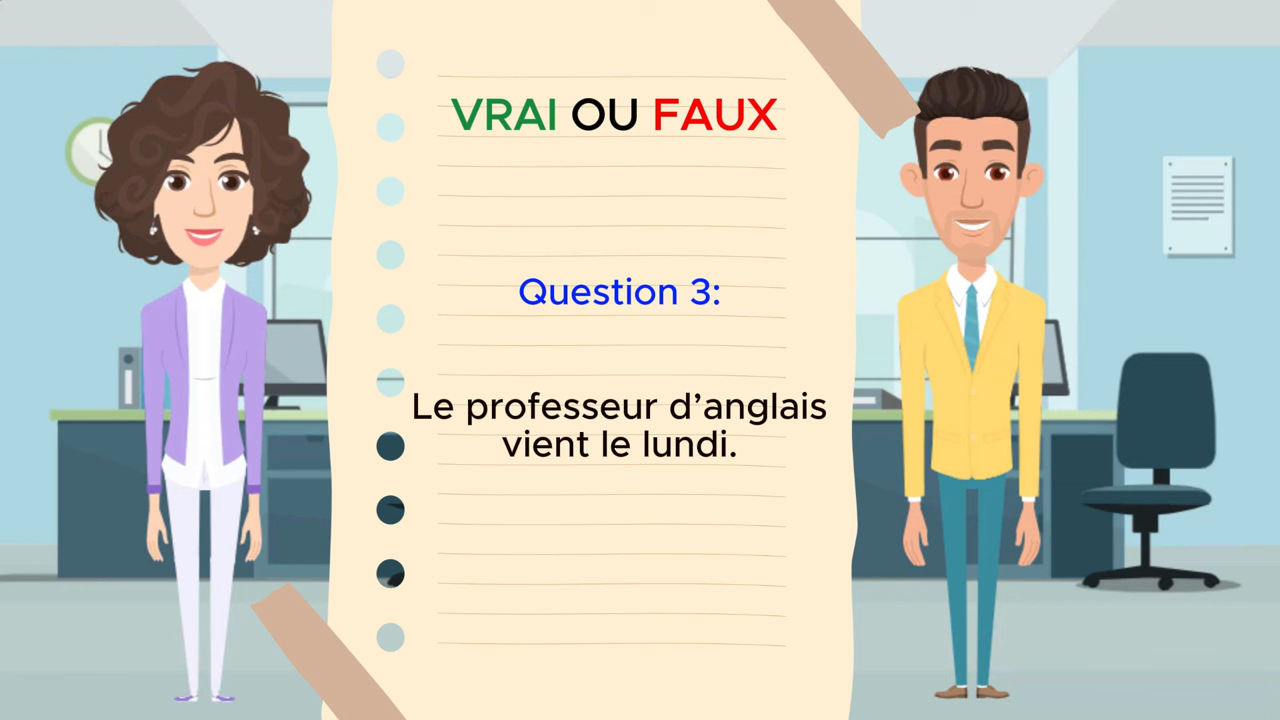 VRAI OU FAUX
Question 3:
Le professeur d’anglais
vient le lundi.